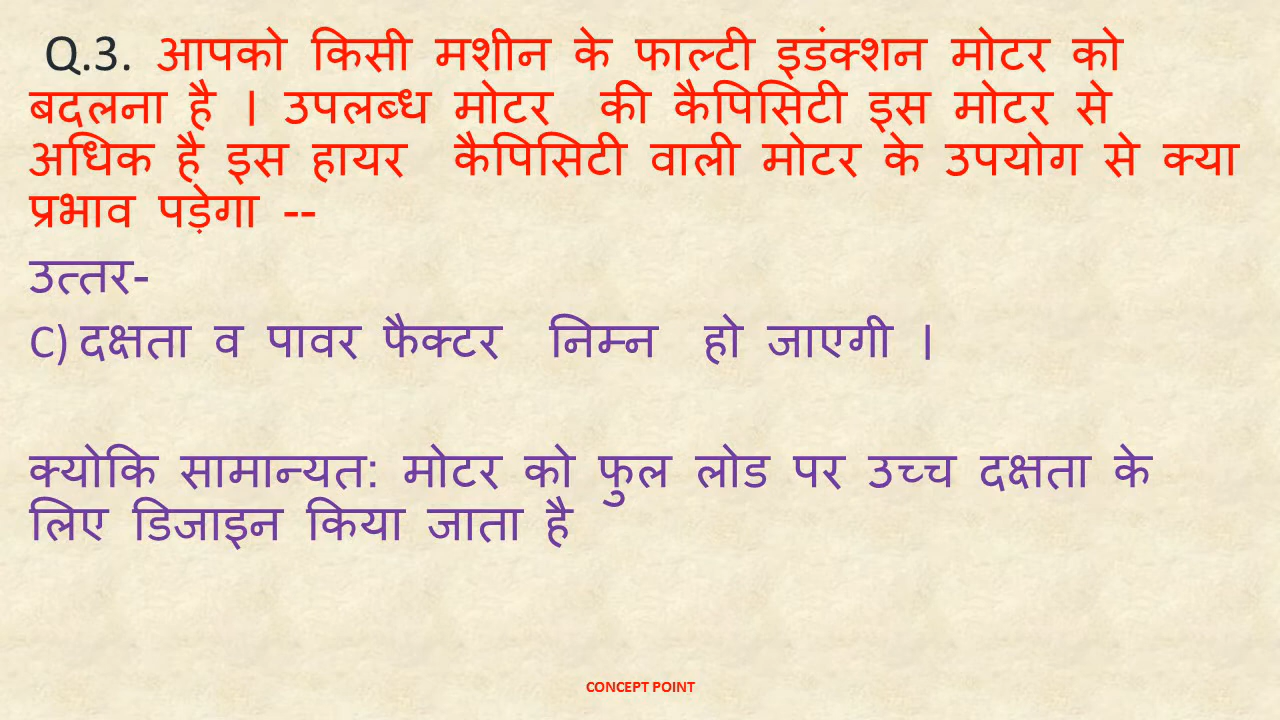 Q.3. आपको किसी मशीन के फाल्टी इडंक्शन मोटर को
बदलना है । उपलब्ध मोटर की कैपिसिटी इस मोटर से
अधिक है इस हायर कैपिसिटी वाली मोटर के उपयोग से क्या
प्रभाव पड़ेगा --
उत्तर-
C) दक्षता व पावर फैक्टर निम्न हो जाएगी ।
क्योकि सामान्यत: मोटर को फुल लोड पर उच्च दक्षता के
लिए डिजाइन किया जाता है
CONCEPT POINT